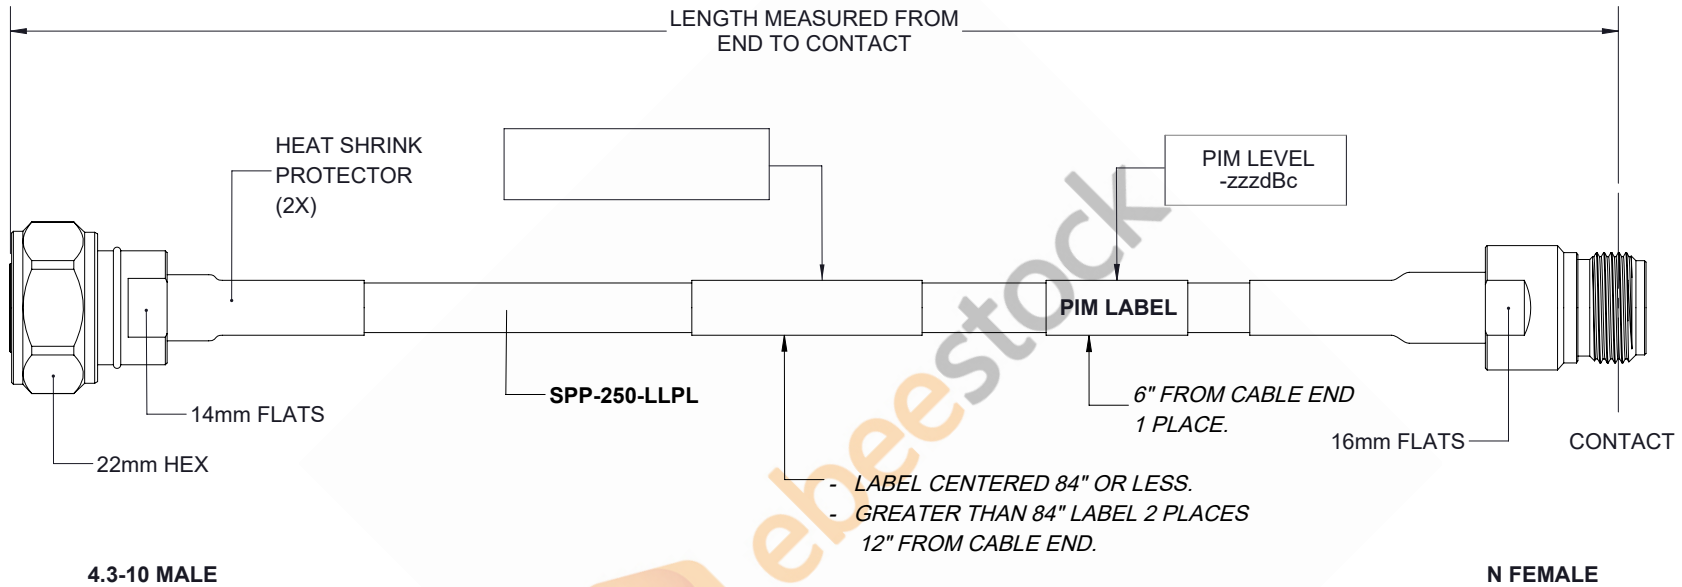 LENGTH MEASURED FROM
END TO CONTACT
HEAT SHRINK
PROTECTOR
(2X)
PIM LEVEL
-zzzdBc
PIM LABEL
SPP-250-LLPL
14mm FLATS
22mm HEX
6" FROM CABLE END
1 PLACE.
16mm FLATS
CONTACT
- LABEL CENTERED 84" OR LESS.
- GREATER THAN 84" LABEL 2 PLACES
12" FROM CABLE END.
4.3-10 MALE
N FEMALE
ebeestock